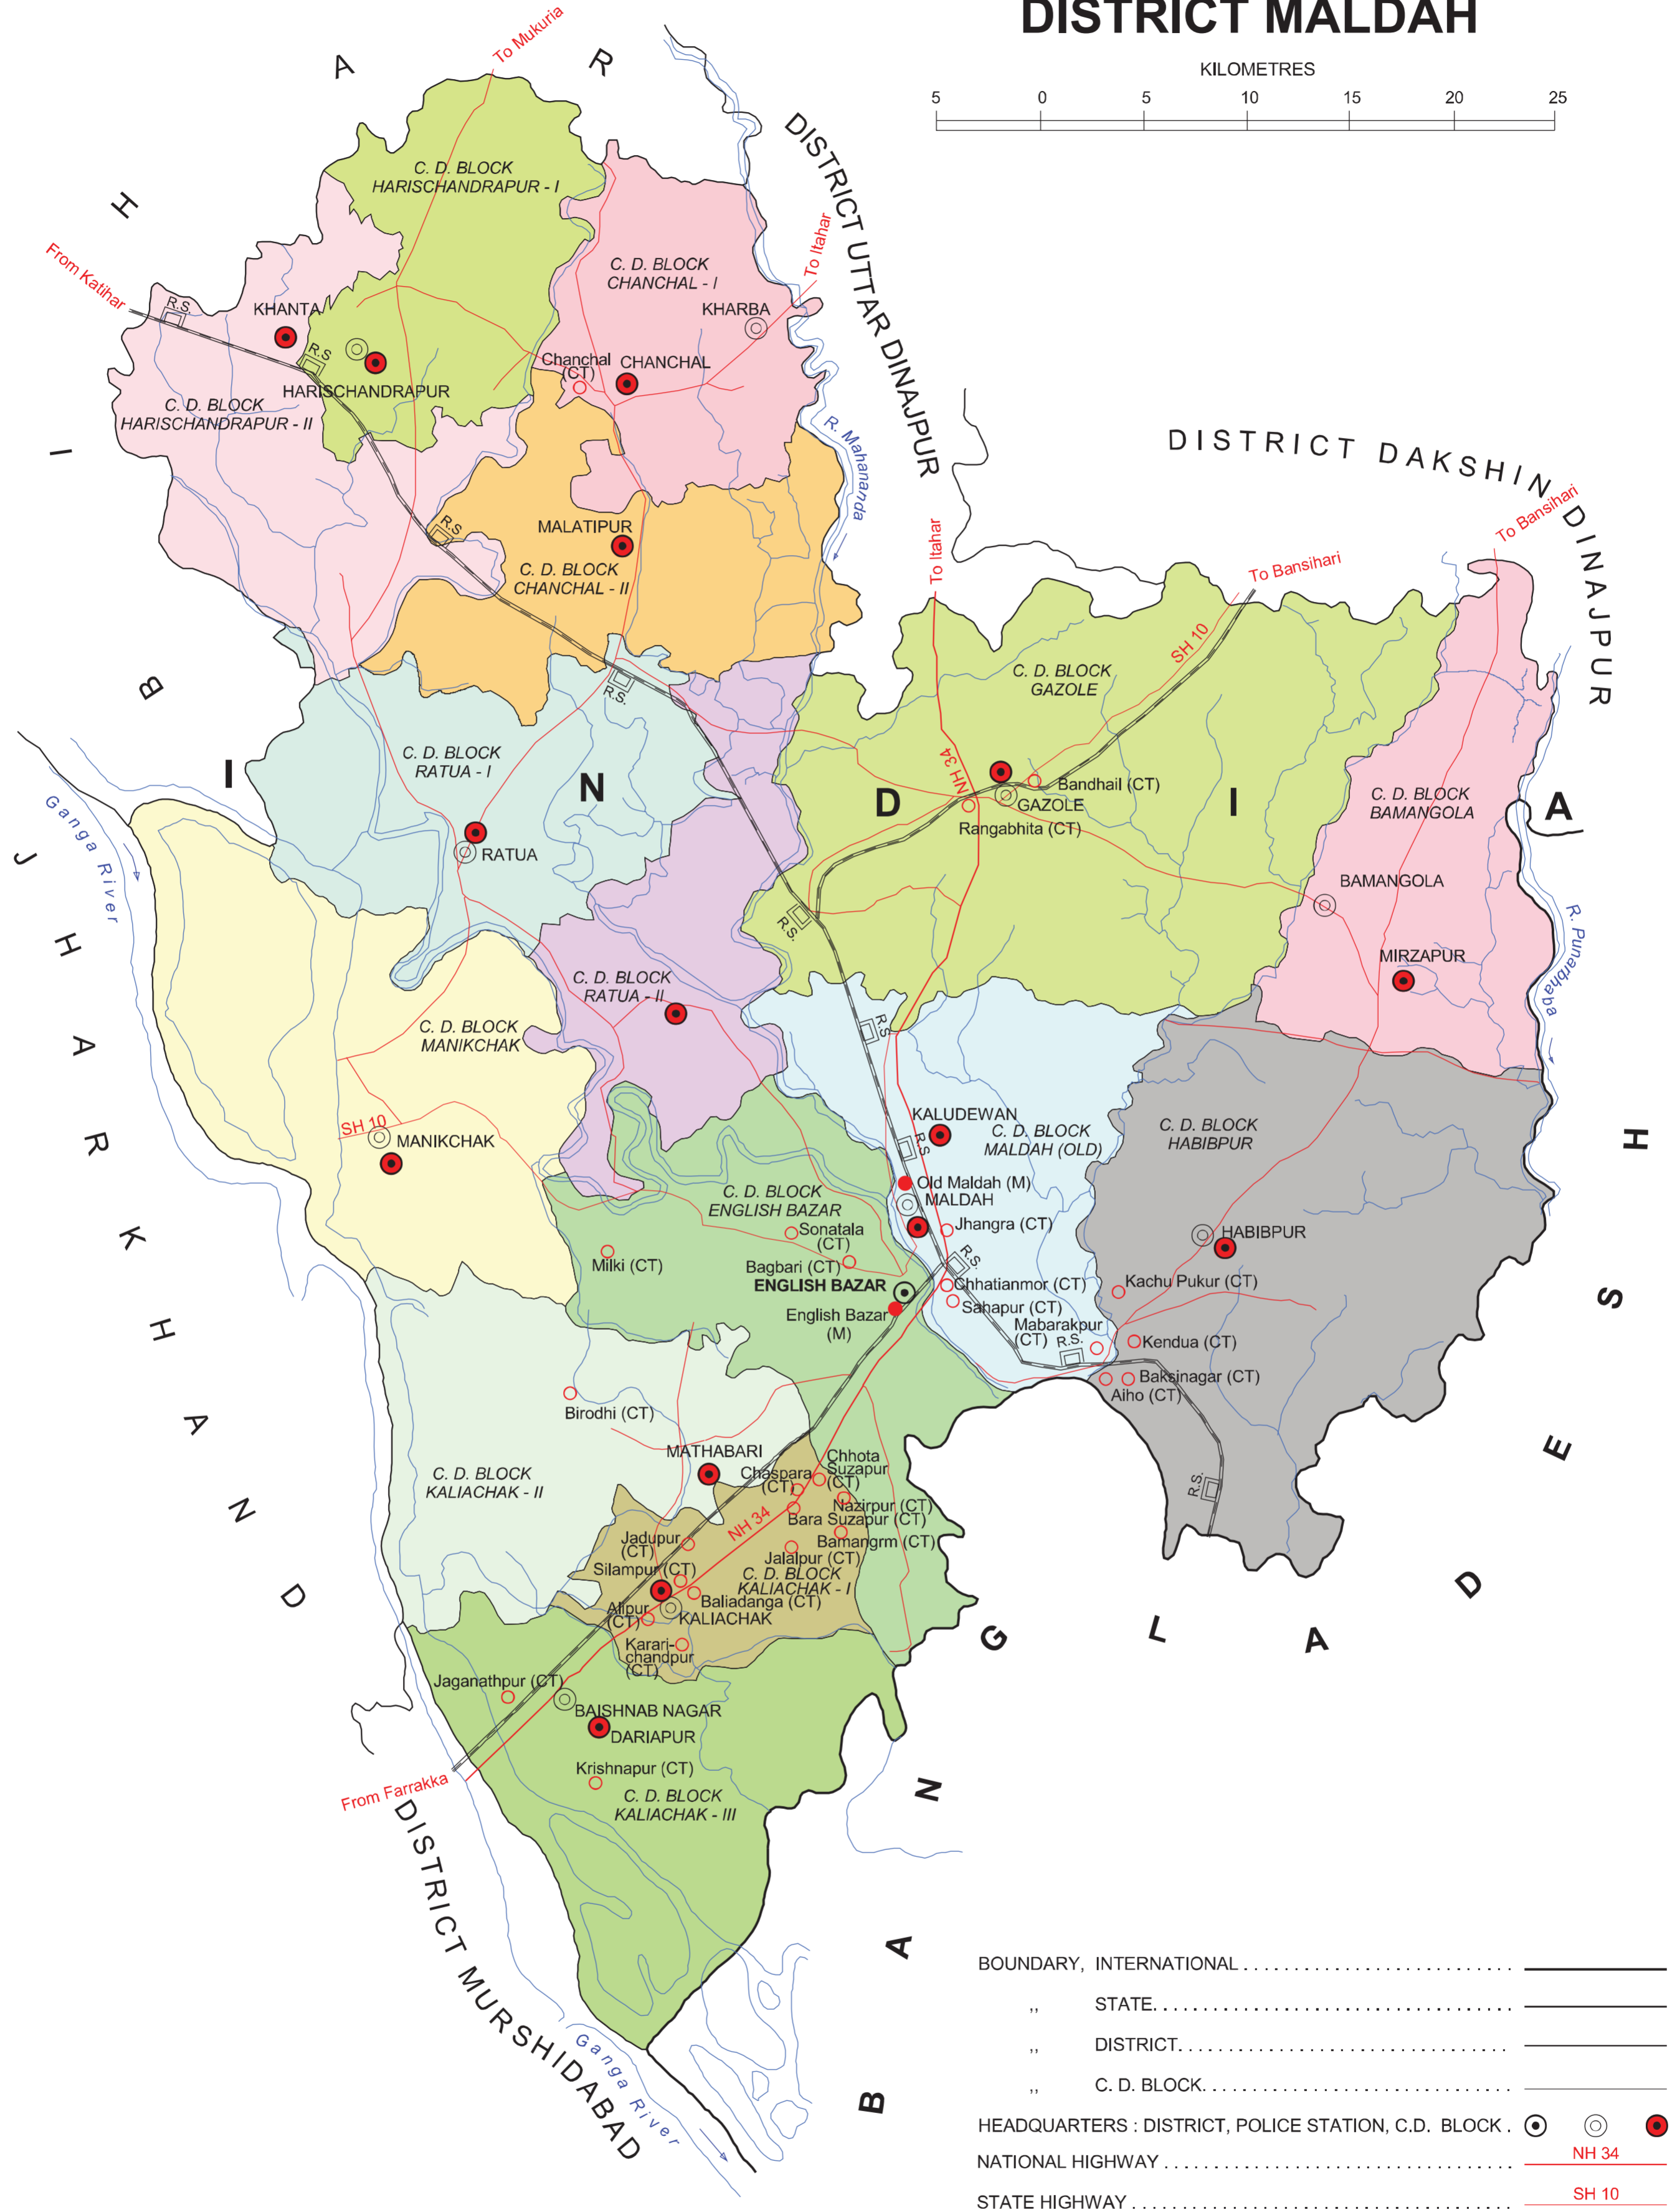 DISTRICT MALDAH
KILOMETRES
5 0 5 10 15 20 25
To Mukuria
B I H A R
From Katihar
DISTRICT UTTAR DINAJPUR
To Itahar
C. D. BLOCK
HARISCHANDRAPUR - I
C. D. BLOCK
CHANCHAL - I
KHARBA
R.S.
KHANTA
R.S
HARISCHANDRAPUR
Chanchal
(CT)
CHANCHAL
C. D. BLOCK
HARISCHANDRAPUR - II
R. Mahananda
DISTRICT DAKSHIN DINAJPUR
R.S
MALATIPUR
C. D. BLOCK
CHANCHAL - II
To Itahar
To Bansihari
To Bansihari
SH 10
C. D. BLOCK
GAZOLE
R.S.
C. D. BLOCK
RATUA - I
I N D I A
NH 34
Bandhail (CT)
GAZOLE
Rangabhita (CT)
C. D. BLOCK
BAMANGOLA
Ganga River
RATUA
BAMANGOLA
R.S.
R. Punarbhaba
MIRZAPUR
JHARKHAND
C. D. BLOCK
RATUA - II
C. D. BLOCK
MANIKCHAK
R.S
SH 10
MANIKCHAK
KALUDEWAN
C. D. BLOCK
MALDAH (OLD)
R.S
C. D. BLOCK
HABIBPUR
Old Maldah (M)
MALDAH
C. D. BLOCK
ENGLISH BAZAR
Sonatala
(CT)
Jhangra (CT)
HABIBPUR
Milki (CT)
Bagbari (CT)
R.S.
ENGLISH BAZAR
Chhatianmor (CT)
Kachu Pukur (CT)
English Bazar
(M)
Sahapur (CT)
Mabarakpur
(CT)
R.S.
Kendua (CT)
Baksinagar (CT)
Aiho (CT)
Birodhi (CT)
MATHABARI
C. D. BLOCK
KALIACHAK - II
Chaspara
(CT)
Chhota
Suzapur
(CT)
R.S.
Nazirpur (CT)
Bara Suzapur (CT)
NH 34
Bamangrm (CT)
Jadupur
(CT)
Jalalpur (CT)
Silampur (CT)
C. D. BLOCK
KALIACHAK - I
Baliadanga (CT)
Alipur
(CT)
KALIACHAK
Karari-
chandpur
(CT)
Jaganathpur (CT)
BAISHNAB NAGAR
DARIAPUR
Krishnapur (CT)
From Farrakka
C. D. BLOCK
KALIACHAK - III
BANGLADESH
DISTRICT MURSHIDABAD
Ganga River
BOUNDARY, INTERNATIONAL
,, STATE
,, DISTRICT
,, C. D. BLOCK
HEADQUARTERS : DISTRICT, POLICE STATION, C.D. BLOCK .
NATIONAL HIGHWAY NH 34
STATE HIGHWAY SH 10